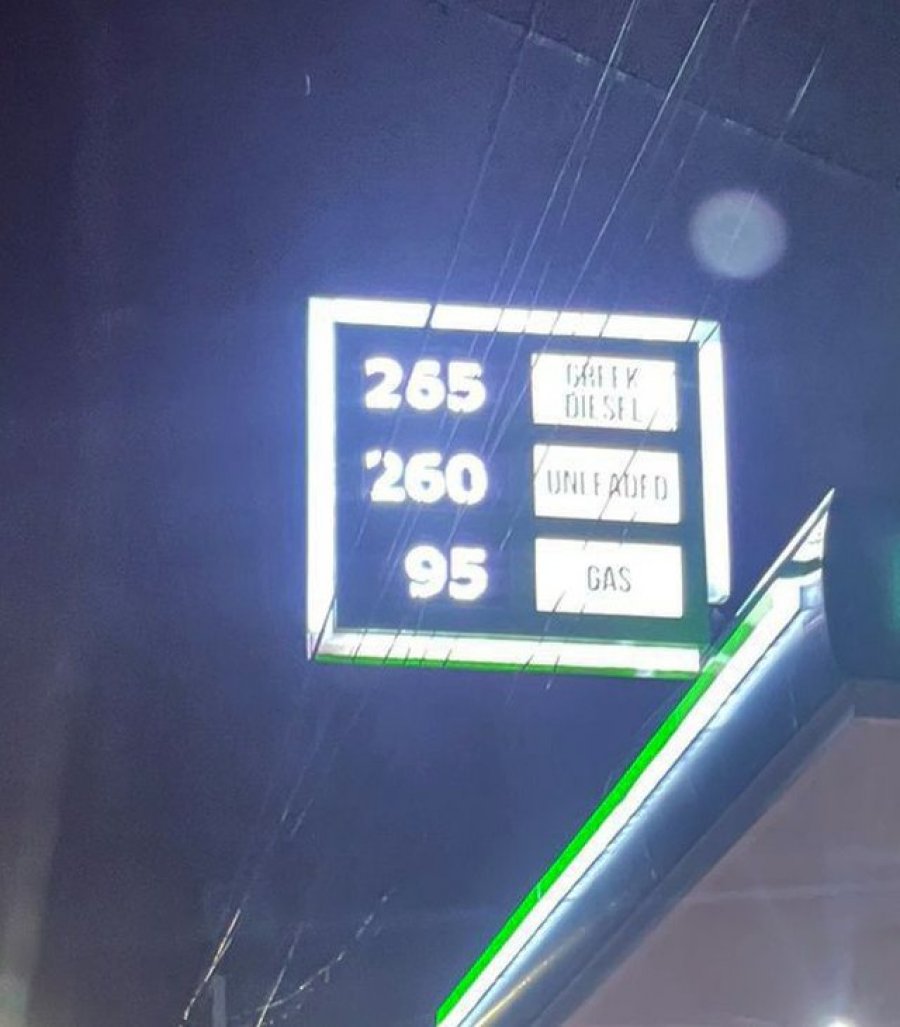 265 GREEK
DIESEL
260 UNLEADED
95 GAS